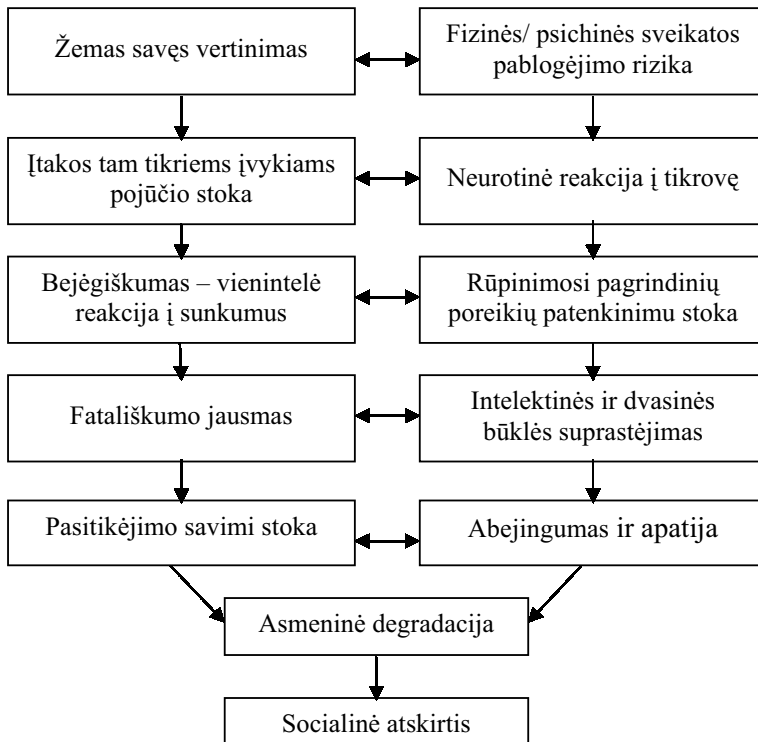 Žemas savęs vertinimas
Fizinės/ psichinės sveikatos
pablogėjimo rizika
Įtakos tam tikriems įvykiams
pojūčio stoka
Neurotinė reakcija į tikrovę
Bejėgiškumas – vienintelė
reakcija į sunkumus
Rūpinimosi pagrindinių
poreikių patenkinimu stoka
Fatališkumo jausmas
Intelektinės ir dvasinės
būklės suprastėjimas
Pasitikėjimo savimi stoka
Abejingumas ir apatija
Asmeninė degradacija
Socialinė atskirtis